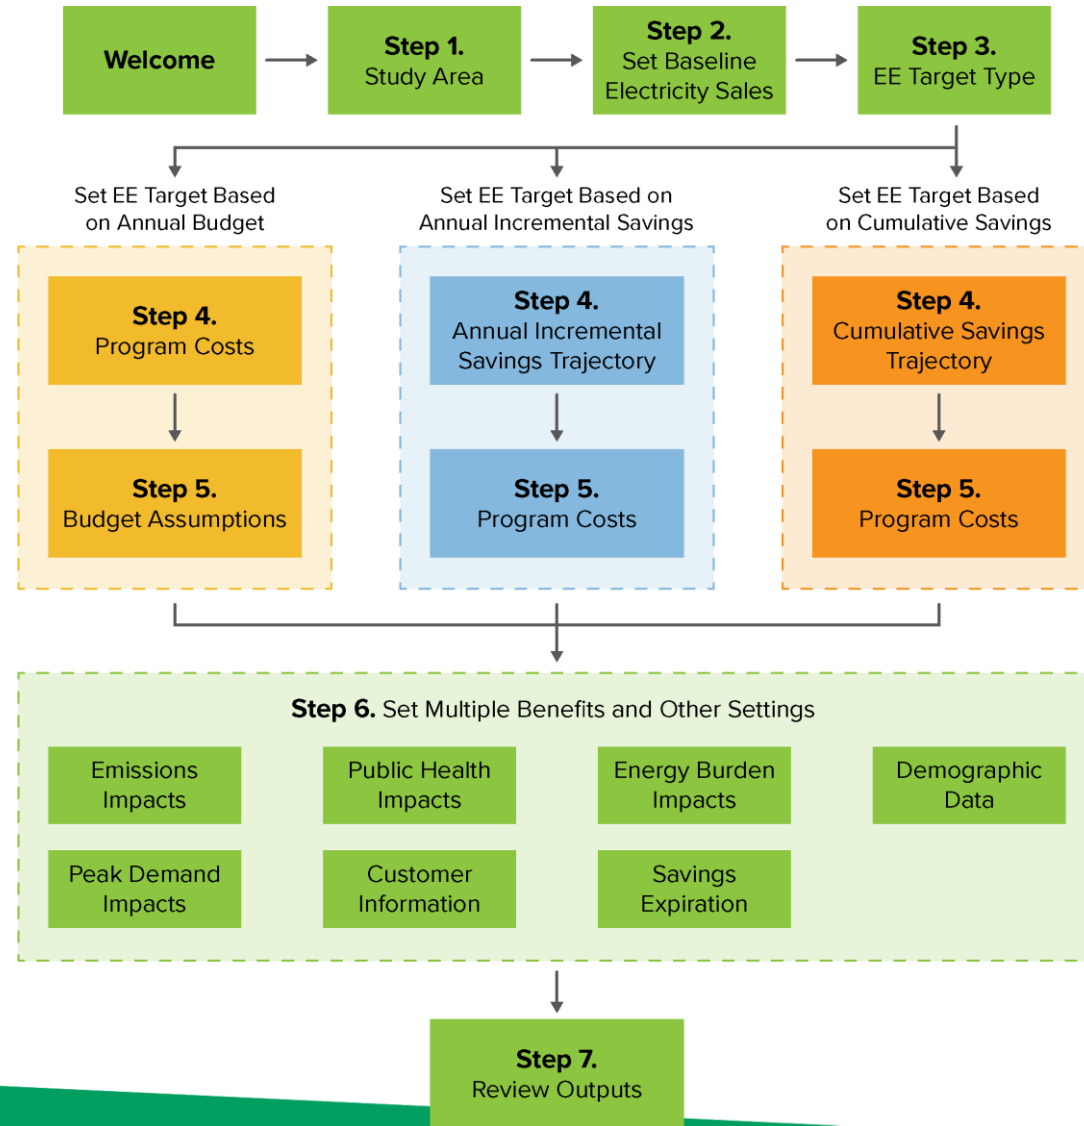 Welcome
Step 1.
Study Area
Step 2.
Set Baseline
Electricity Sales
Step 3.
EE Target Type
Set EE Target Based
on Annual Budget
Set EE Target Based on
Annual Incremental Savings
Set EE Target Based
on Cumulative Savings
Step 4.
Program Costs
Step 5.
Budget Assumptions
Step 4.
Annual Incremental
Savings Trajectory
Step 5.
Program Costs
Step 4.
Cumulative Savings
Trajectory
Step 5.
Program Costs
Step 6. Set Multiple Benefits and Other Settings
Emissions
Impacts
Public Health
Impacts
Energy Burden
Impacts
Demographic
Data
Peak Demand
Impacts
Customer
Information
Savings
Expiration
Step 7.
Review Outputs